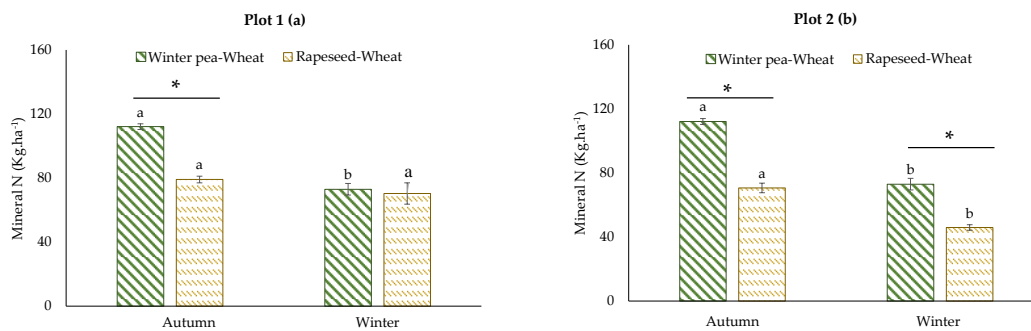 Plot 1 (a)
160
Winter pea-Wheat
Rapeseed-Wheat
*
120
a
a
80
b
a
40
0
Mineral N (Kg.ha-1)
Autumn
Winter
Plot 2 (b)
160
Winter pea-Wheat
Rapeseed-Wheat
*
120
a
*
80
a
b
b
40
0
Mineral N (Kg.ha-1)
Autumn
Winter